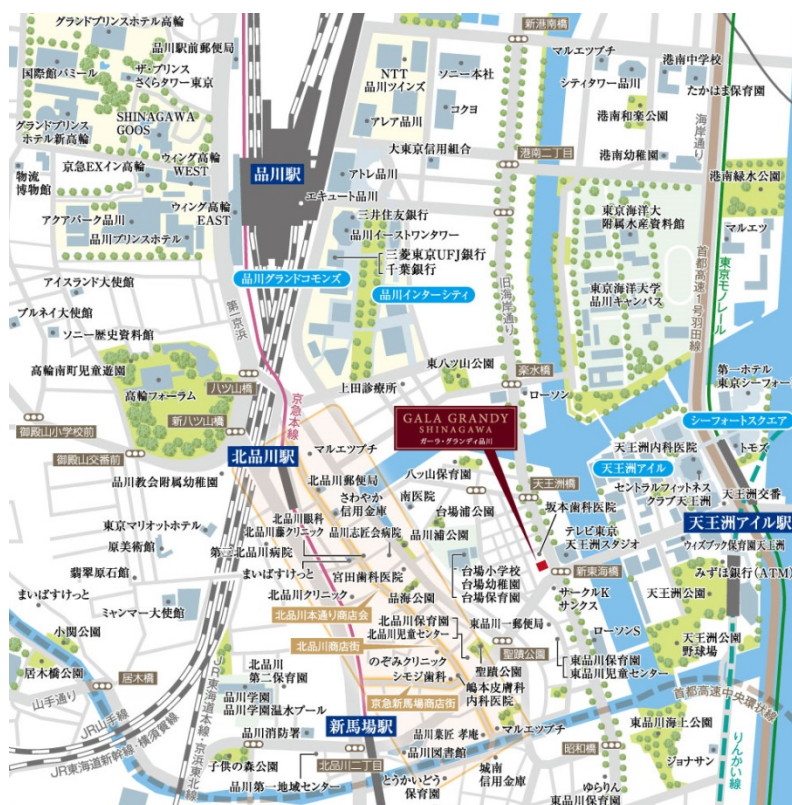 グランドプリンスホテル高輪
品川駅前郵便局
国際館パミール
ザ・プリンス
さくらタワー東京
SHINAGAWA
GOOS
グランドプリンス
ホテル新高輪
京急EXイン高輪
ウィング高輪
WEST
物流
博物館
ウィング高輪
EAST
アクアパーク品川
品川プリンスホテル
品川駅
エキュート品川
NTT
品川ツインズ
ソニー本社
コクヨ
アレア品川
大東京信用組合
アトレ品川
三井住友銀行
品川イーストワンタワー
三菱東京UFJ銀行
千葉銀行
品川グランドコモンズ
品川インターシティ
新港南橋
マルエツプチ
シティタワー品川
港南中学校
たかはま保育園
港南和楽公園
海岸通り
港南二丁目
港南幼稚園
港南緑水公園
東京海洋大
附属水産資料館
マルエツ
東京海洋大学
品川キャンパス
首都高速1号羽田線
東京モノレール
旧海岸通り
アイスランド大使館
ブルネイ大使館
ソニー歴史資料館
第一京浜
高輪南町児童遊園
高輪フォーラム
八ツ山橋
新八ツ山橋
御殿山小学校前
御殿山交番前
京急本線
上田診療所
東八ツ山公園
楽水橋
ローソン
第一ホテル
東京シーフォート
シーフォートスクエア
GALA GRANDY
SHINAGAWA
ガーラ・グランディ品川
北品川駅
マルエツプチ
品川教会附属幼稚園
北品川郵便局
さわやか
信用金庫
八ッ山保育園
南医院
台場浦公園
天王洲橋
坂本歯科医院
天王洲アイル
天王洲内科医院
トモズ
セントラルフィットネス
クラブ天王洲
天王洲交番
天王洲アイル駅
テレビ東京
天王洲スタジオ
ウィズブック保育園天王洲
東京マリオットホテル
原美術館
北品川眼科
北品川藤クリニック
品川志匠会病院
品川浦公園
第三北品川病院
翡翠原石館
まいばすけっと
まいばすけっと
宮田歯科医院
台場小学校
台場幼稚園
台場保育園
新東海橋
みずほ銀行(ATM)
ミャンマー大使館
北品川クリニック
品海公園
サークルK
サンクス
天王洲公園
小関公園
北品川本通り商店会
北品川保育園
北品川児童センター
東品川一郵便局
ローソンS
天王洲公園
野球場
北品川商店街
聖蹟公園
居木橋公園
居木橋
北品川
第二保育園
のぞみクリニック
シモジ歯科
聖蹟公園
東品川保育園
東品川児童センター
山手通り
品川学園
品川学園温水プール
京急新馬場商店街
嶋本皮膚科
内科医院
首都高速中央環状線
JR山手線
JR東海道新幹線・横須賀線
JR東海道本線・京浜東北線
新馬場駅
品川消防署
品川菓匠 孝庵
マルエツプチ
昭和橋
東品川海上公園
子供の森公園
北品川二丁目
品川図書館
りんかい線
ジョナサン
品川第一地域センター
とうかいどう
保育園
城南
信用金庫
ゆらりん
東品川保育園